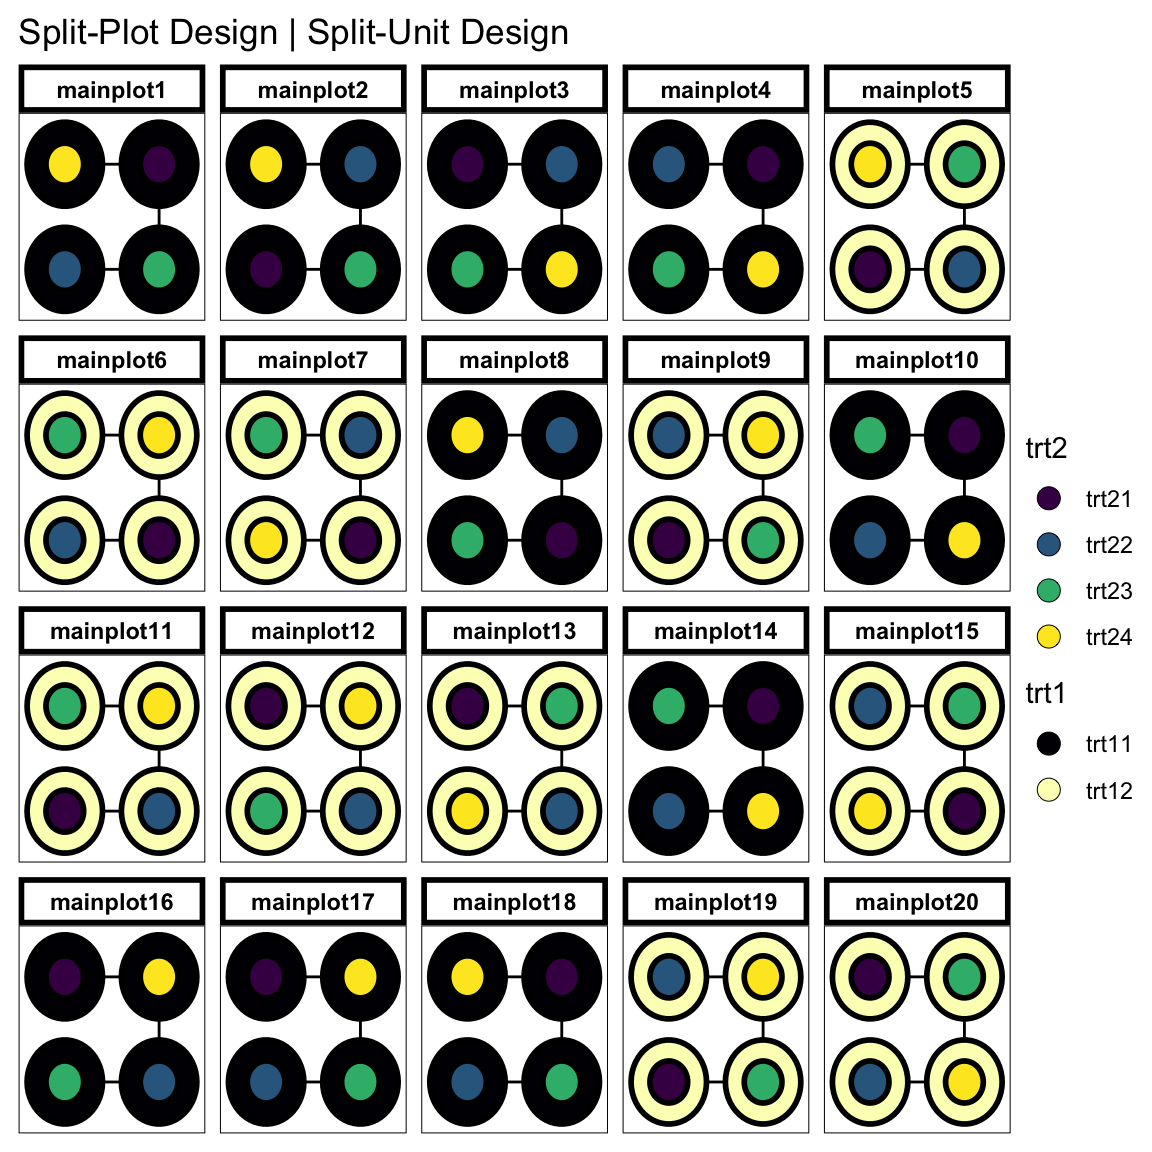 Split-Plot Design | Split-Unit Design
mainplot1
mainplot2
mainplot3
mainplot4
mainplot5
mainplot6
mainplot7
mainplot8
mainplot9
mainplot10
mainplot11
mainplot12
mainplot13
mainplot14
mainplot15
mainplot16
mainplot17
mainplot18
mainplot19
mainplot20
trt2
trt21
trt22
trt23
trt24
trt1
trt11
trt12